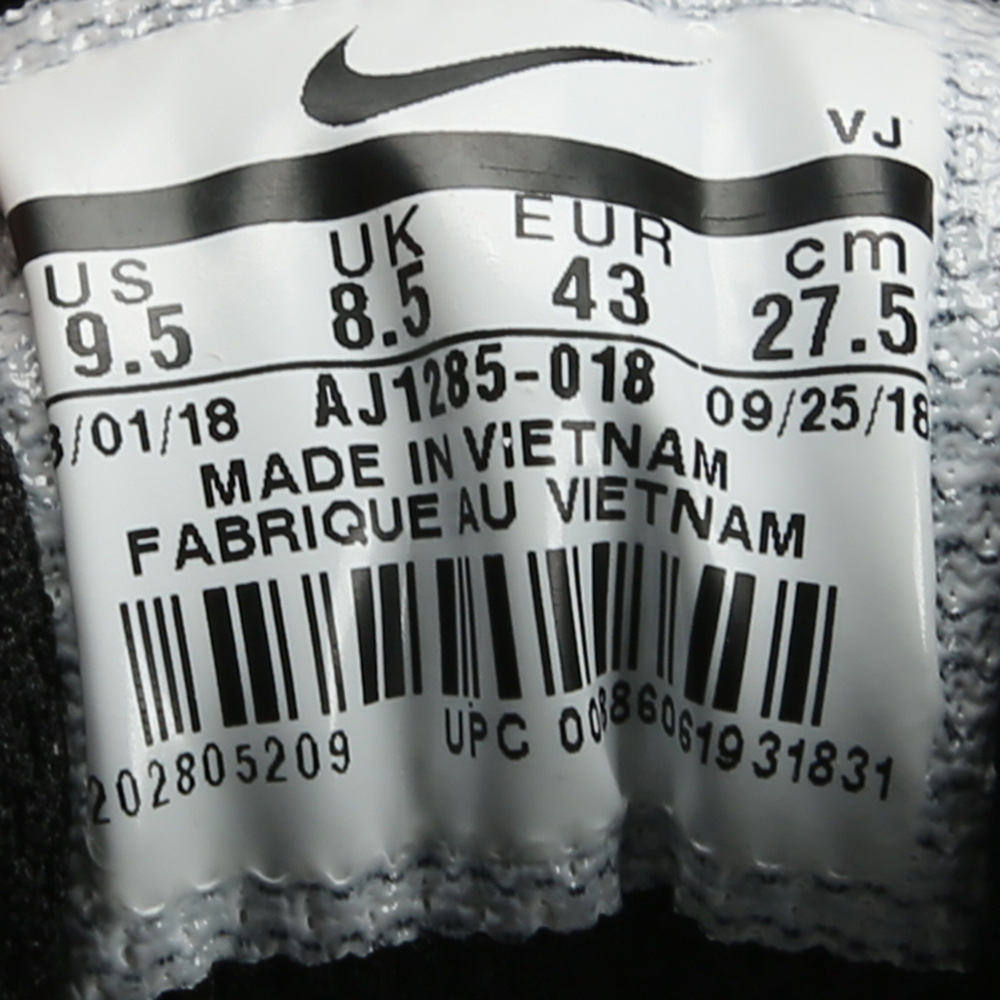 VJ
US UK EUR cm
9.5 8.5 43 27.5
/01/18 AJ1285-018 09/25/18
MADE IN VIETNAM
FABRIQUE AU VIETNAM
202805209 UPC 00886061931831